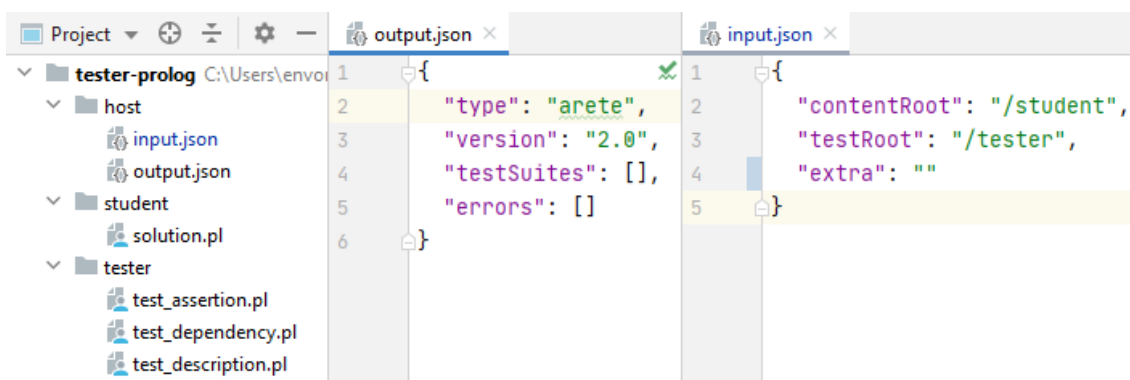 Project
tester-prolog C:\Users\envor
host
input.json
output.json
student
solution.pl
tester
test_assertion.pl
test_dependency.pl
test_description.pl
output.json
1 {
2 "type": "arete",
3 "version": "2.0",
4 "testSuites": [],
5 "errors": []
6 }
input.json
1 {
2 "contentRoot": "/student",
3 "testRoot": "/tester",
4 "extra": ""
5 }